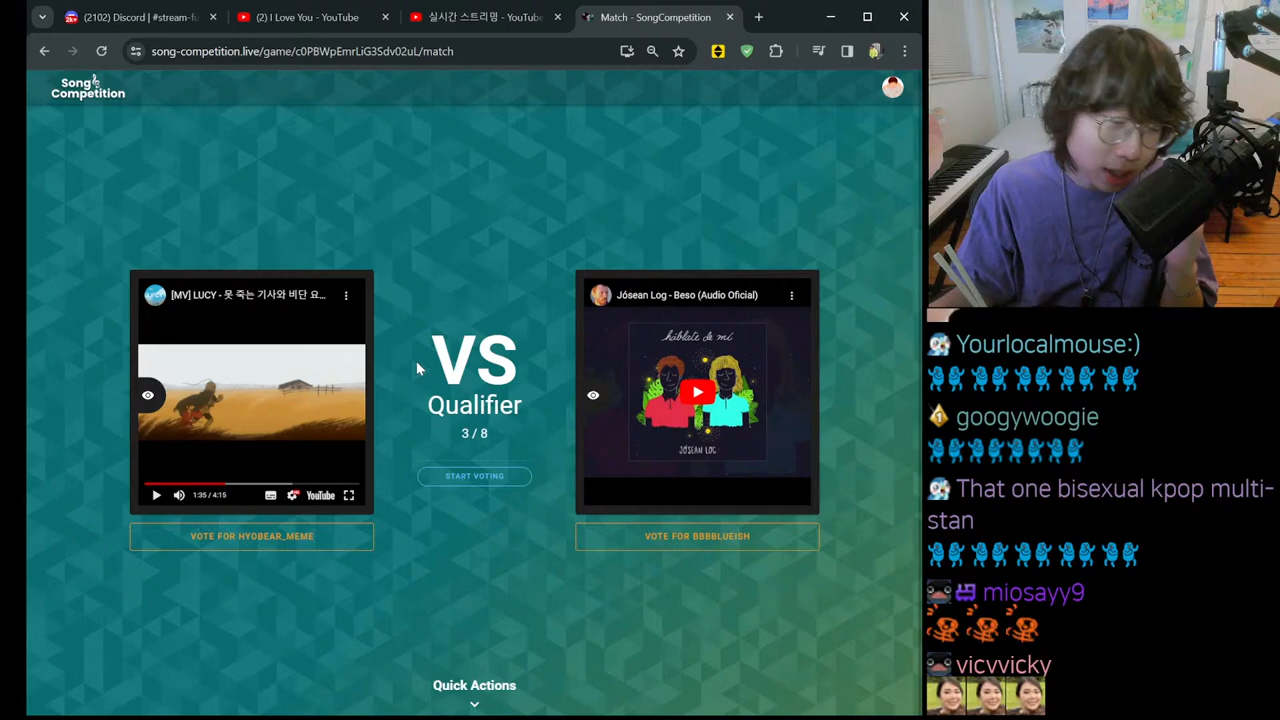 (2102) Discord | #stream-fu
(2) I Love You - YouTube
실시간 스트리밍 - YouTube
Match - SongCompetition
song-competition.live/game/c0PBWpEmrLiG3Sdv02uL/match
Song
Competition
[MV] LUCY - 못 죽는 기사와 비단 요...
1:35 / 4:15
YouTube
VOTE FOR HYOBEAR_MEME
VS
Qualifier
3 / 8
START VOTING
Jósean Log - Beso (Audio Oficial)
háblate de mí
JÓSEAN LOG
VOTE FOR BBBBLUEISH
Quick Actions
Yourlocalmouse:)
googywoogie
That one bisexual kpop multi-
stan
miosayy9
vicvvicky